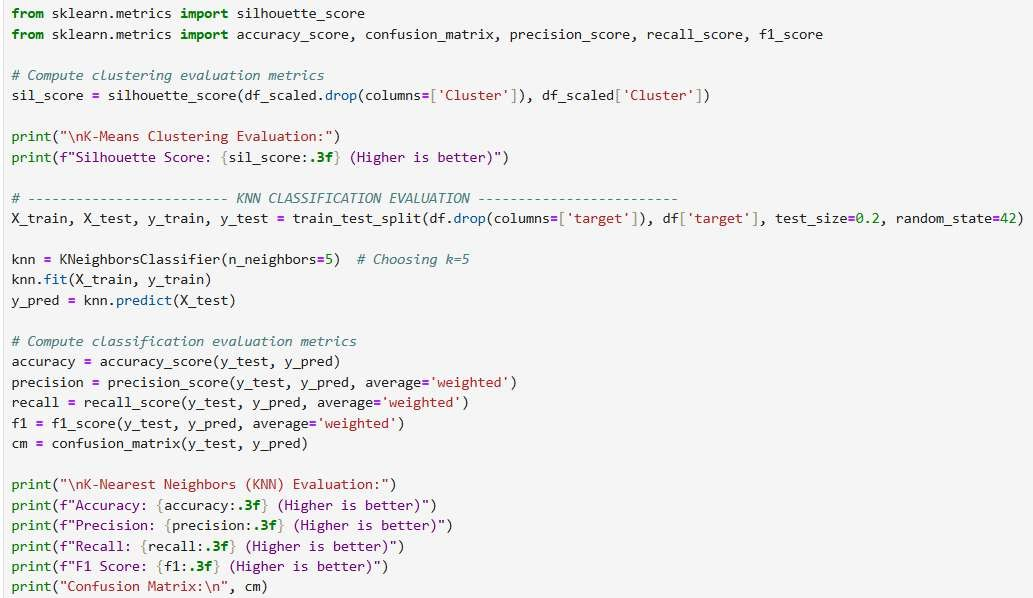 from sklearn.metrics import silhouette_score
from sklearn.metrics import accuracy_score, confusion_matrix, precision_score, recall_score, f1_score
# Compute clustering evaluation metrics
sil_score = silhouette_score(df_scaled.drop(columns=['Cluster']), df_scaled['Cluster'])
print("\nK-Means Clustering Evaluation:")
print(f"Silhouette Score: {sil_score:.3f} (Higher is better)")
# ------------------------- KNN CLASSIFICATION EVALUATION -------------------------
X_train, X_test, y_train, y_test = train_test_split(df.drop(columns=['target']), df['target'], test_size=0.2, random_state=42)
knn = KNeighborsClassifier(n_neighbors=5)  # Choosing k=5
knn.fit(X_train, y_train)
y_pred = knn.predict(X_test)
# Compute classification evaluation metrics
accuracy = accuracy_score(y_test, y_pred)
precision = precision_score(y_test, y_pred, average='weighted')
recall = recall_score(y_test, y_pred, average='weighted')
f1 = f1_score(y_test, y_pred, average='weighted')
cm = confusion_matrix(y_test, y_pred)
print("\nK-Nearest Neighbors (KNN) Evaluation:")
print(f"Accuracy: {accuracy:.3f} (Higher is better)")
print(f"Precision: {precision:.3f} (Higher is better)")
print(f"Recall: {recall:.3f} (Higher is better)")
print(f"F1 Score: {f1:.3f} (Higher is better)")
print("Confusion Matrix:\n", cm)